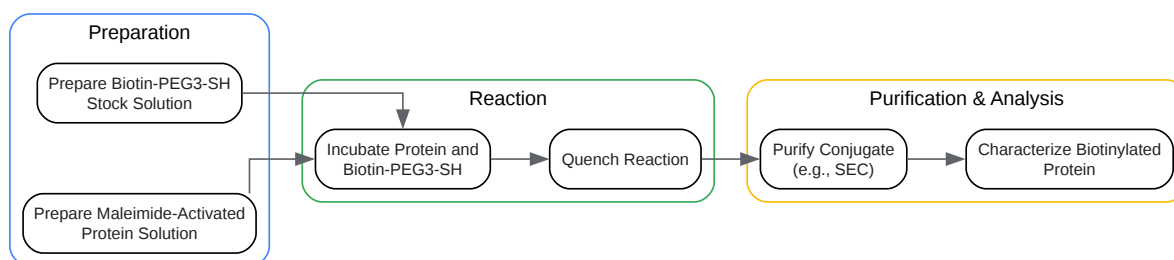 Preparation
Prepare Biotin-PEG3-SH
Stock Solution
Prepare Maleimide-Activated
Protein Solution
Reaction
Incubate Protein and
Biotin-PEG3-SH
Quench Reaction
Purification & Analysis
Purify Conjugate
(e.g., SEC)
Characterize Biotinylated
Protein